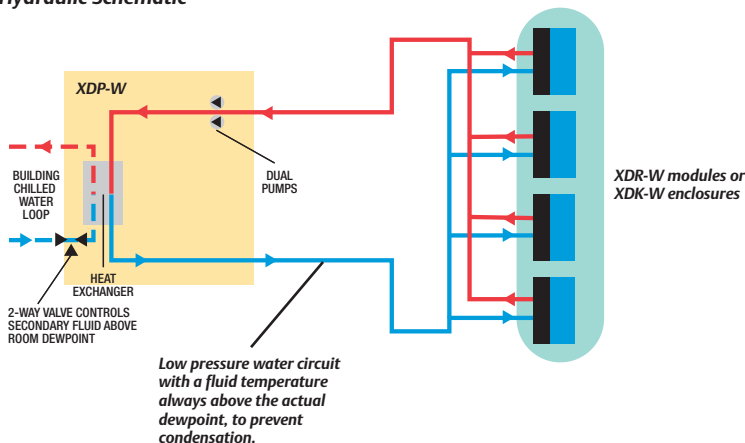 Hydraulic Schematic
XDP-W
BUILDING
CHILLED
WATER
LOOP
DUAL
PUMPS
HEAT
EXCHANGER
2-WAY VALVE CONTROLS
SECONDARY FLUID ABOVE
ROOM DEWPOINT
XDR-W modules or
XDK-W enclosures
Low pressure water circuit
with a fluid temperature
always above the actual
dewpoint, to prevent
condensation.